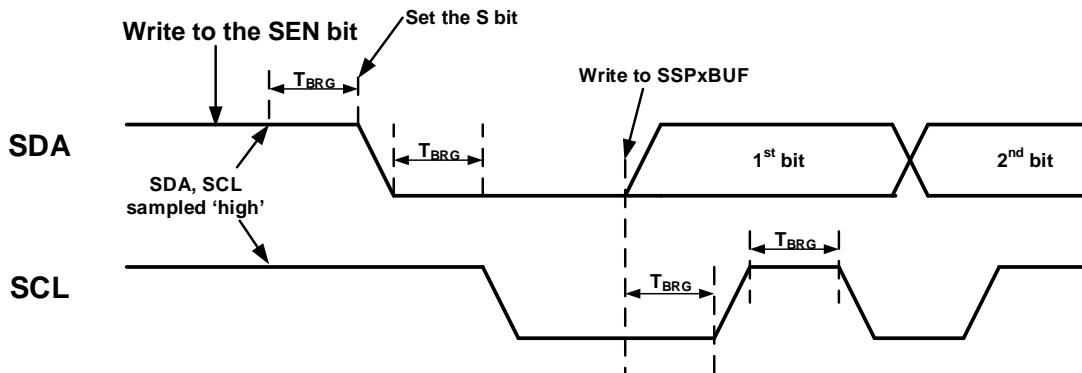 Write to the SEN bit
Set the S bit
TBRG
Write to SSPxBUF
SDA
TBRG
1st bit
2nd bit
SDA, SCL
sampled ‘high’
TBRG
SCL
TBRG